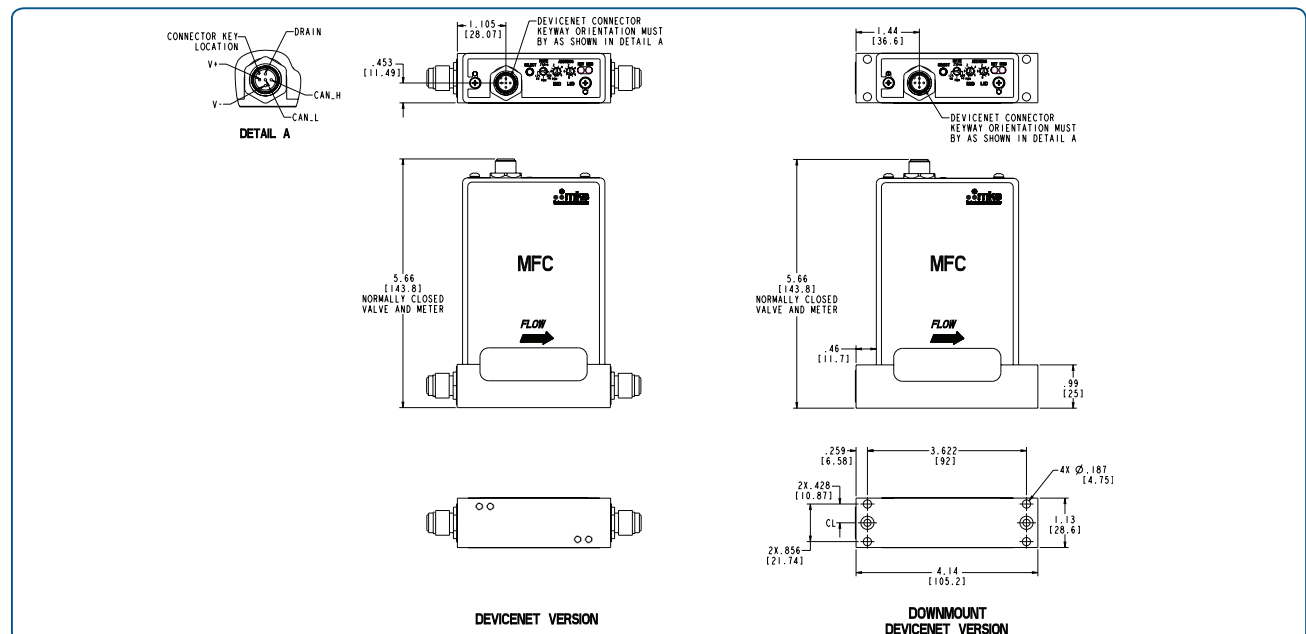 CONNECTOR KEY
LOCATION
DRAIN
V+
V-
CAN_H
CAN_L
DETAIL A
1.105
[28.07]
DEVICENET CONNECTOR
KEYWAY ORIENTATION MUST
BY AS SHOWN IN DETAIL A
.453
[11.49]
1.44
[36.6]
DEVICENET CONNECTOR
KEYWAY ORIENTATION MUST
BY AS SHOWN IN DETAIL A
5.66
[143.8]
NORMALLY CLOSED
VALVE AND METER
mks
MFC
FLOW
5.66
[143.8]
NORMALLY CLOSED
VALVE AND METER
mks
MFC
FLOW
.46
[11.7]
.99
[25]
.259
[6.58]
3.622
[92]
4X Ø.187
[4.75]
2X.428
[10.87]
CL
2X.856
[21.74]
1.13
[28.6]
4.14
[105.2]
DEVICENET VERSION
DOWNMOUNT
DEVICENET VERSION